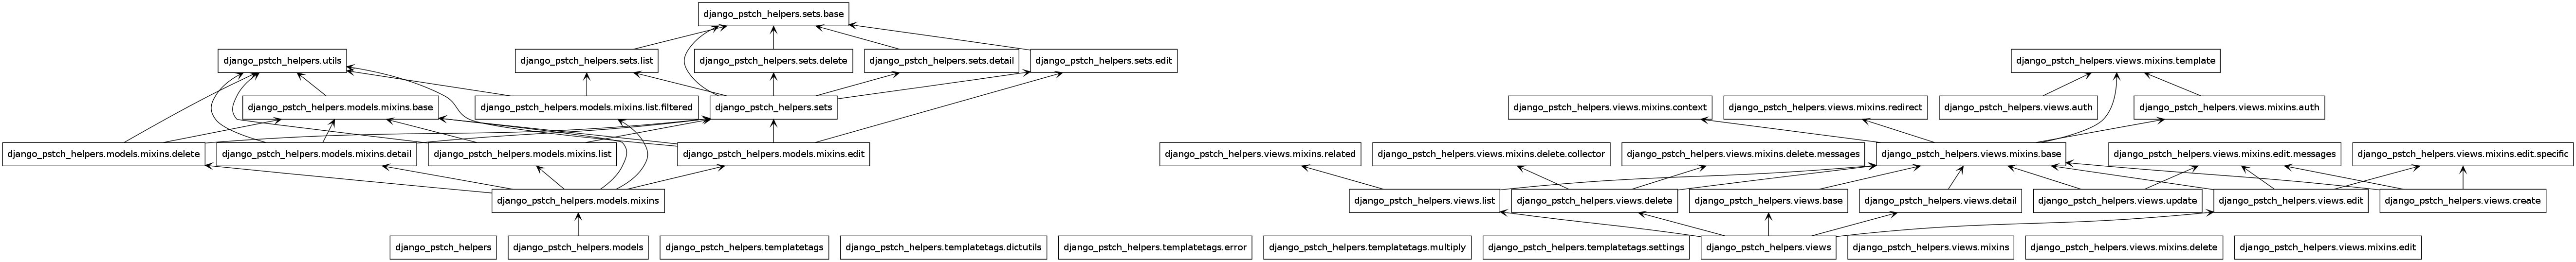 django_pstch_helpers.sets.base
django_pstch_helpers.utils
django_pstch_helpers.sets.list
django_pstch_helpers.sets.delete
django_pstch_helpers.sets.detail
django_pstch_helpers.sets.edit
django_pstch_helpers.views.mixins.template
django_pstch_helpers.models.mixins.base
django_pstch_helpers.models.mixins.list.filtered
django_pstch_helpers.sets
django_pstch_helpers.views.mixins.context
django_pstch_helpers.views.mixins.redirect
django_pstch_helpers.views.auth
django_pstch_helpers.views.mixins.auth
django_pstch_helpers.models.mixins.delete
django_pstch_helpers.models.mixins.detail
django_pstch_helpers.models.mixins.list
django_pstch_helpers.models.mixins.edit
django_pstch_helpers.views.mixins.related
django_pstch_helpers.views.mixins.delete.collector
django_pstch_helpers.views.mixins.delete.messages
django_pstch_helpers.views.mixins.base
django_pstch_helpers.views.mixins.edit.messages
django_pstch_helpers.views.mixins.edit.specific
django_pstch_helpers.models.mixins
django_pstch_helpers.views.list
django_pstch_helpers.views.delete
django_pstch_helpers.views.base
django_pstch_helpers.views.detail
django_pstch_helpers.views.update
django_pstch_helpers.views.edit
django_pstch_helpers.views.create
django_pstch_helpers
django_pstch_helpers.models
django_pstch_helpers.templatetags
django_pstch_helpers.templatetags.dictutils
django_pstch_helpers.templatetags.error
django_pstch_helpers.templatetags.multiply
django_pstch_helpers.templatetags.settings
django_pstch_helpers.views
django_pstch_helpers.views.mixins
django_pstch_helpers.views.mixins.delete
django_pstch_helpers.views.mixins.edit